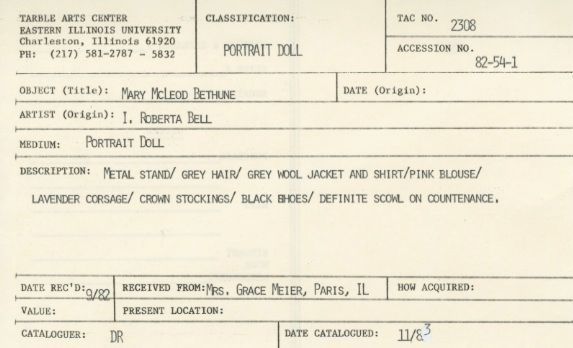 TARBLE ARTS CENTER
EASTERN ILLINOIS UNIVERSITY
Charleston, Illinois 61920
PH: (217) 581-2787 - 5832
CLASSIFICATION:
PORTRAIT DOLL
TAC NO. 2308
ACCESSION NO.
82-54-1
OBJECT (Title): MARY MCLEOD BETHUNE
DATE (Origin):
ARTIST (Origin): I. ROBERTA BELL
MEDIUM: PORTRAIT DOLL
DESCRIPTION: METAL STAND/ GREY HAIR/ GREY WOOL JACKET AND SHIRT/PINK BLOUSE/
LAVENDER CORSAGE/ CROWN STOCKINGS/ BLACK SHOES/ DEFINITE SCOWL ON COUNTENANCE.
DATE REC'D: 9/82
RECEIVED FROM: MRS. GRACE MEIER, PARIS, IL
HOW ACQUIRED:
VALUE:
PRESENT LOCATION:
CATALOGUER: DR
DATE CATALOGUED: 11/83